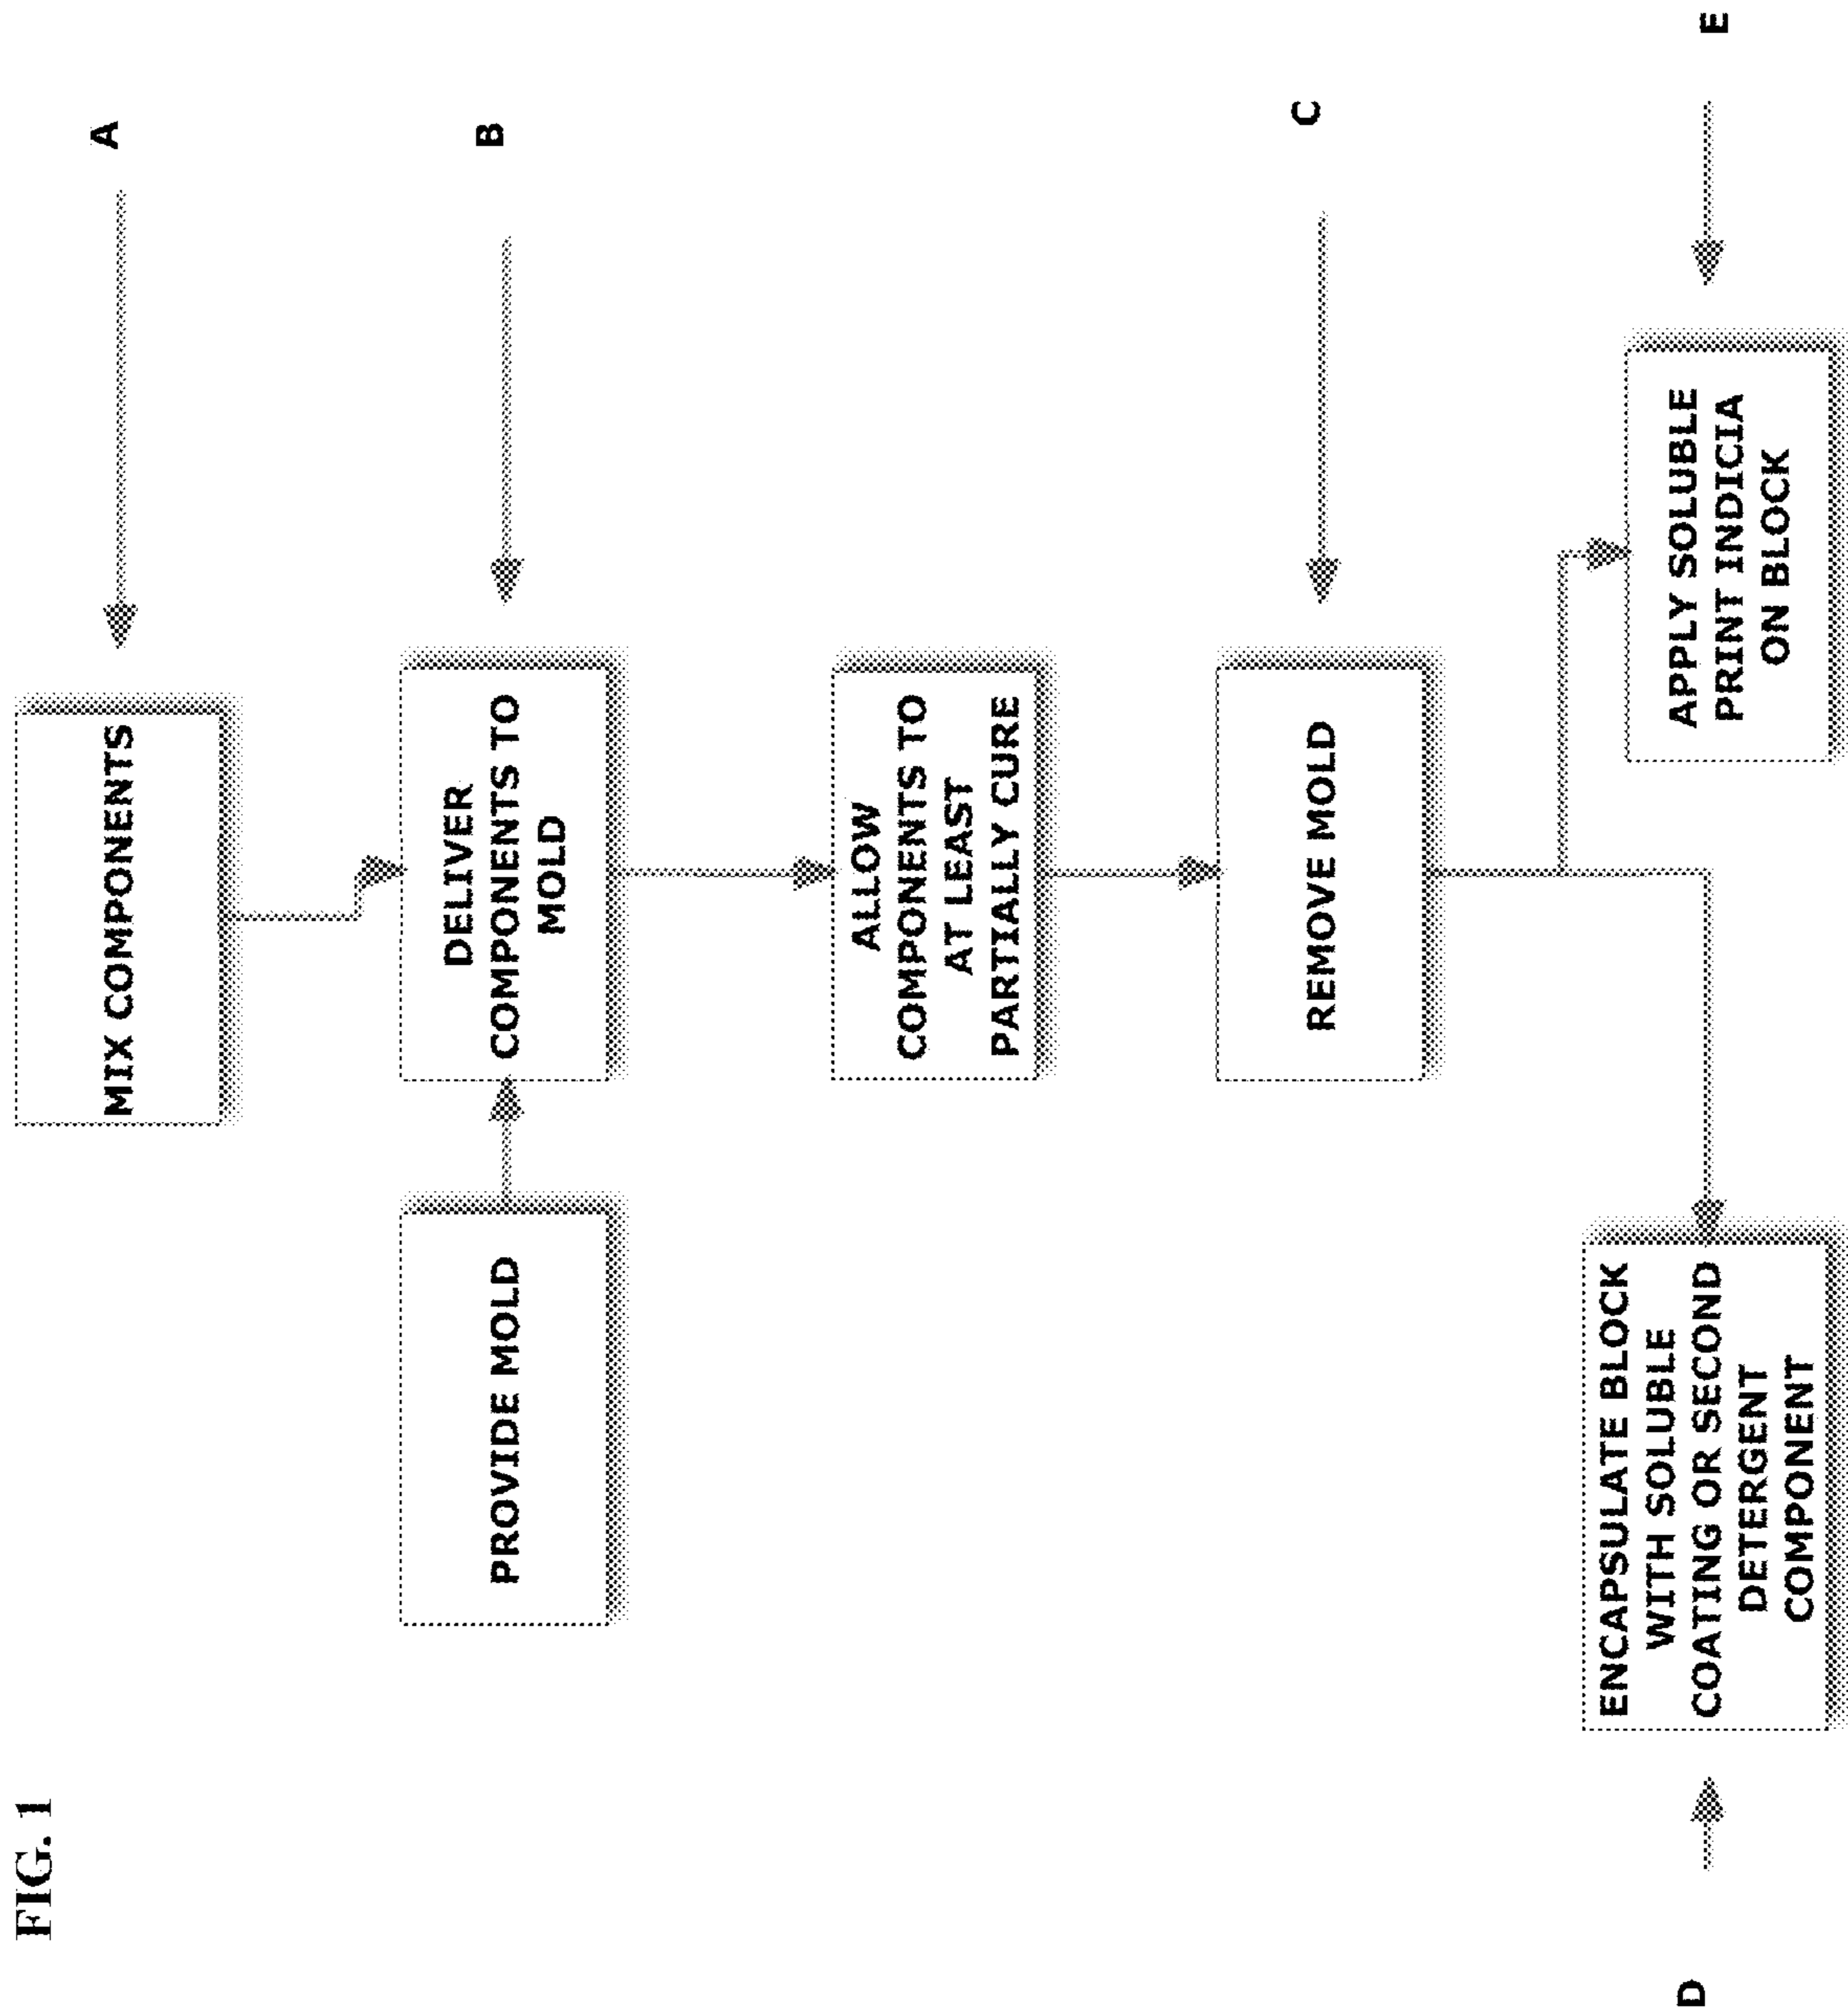 FIG. 1
MIX COMPONENTS
A
PROVIDE MOLD
DELIVER
COMPONENTS TO
MOLD
B
ALLOW
COMPONENTS TO
AT LEAST
PARTIALLY CURE
REMOVE MOLD
C
D
ENCAPSULATE BLOCK
WITH SOLUBLE
COATING OR SECOND
DETERGENT
COMPONENT
APPLY SOLUBLE
PRINT INDICIA
ON BLOCK
E